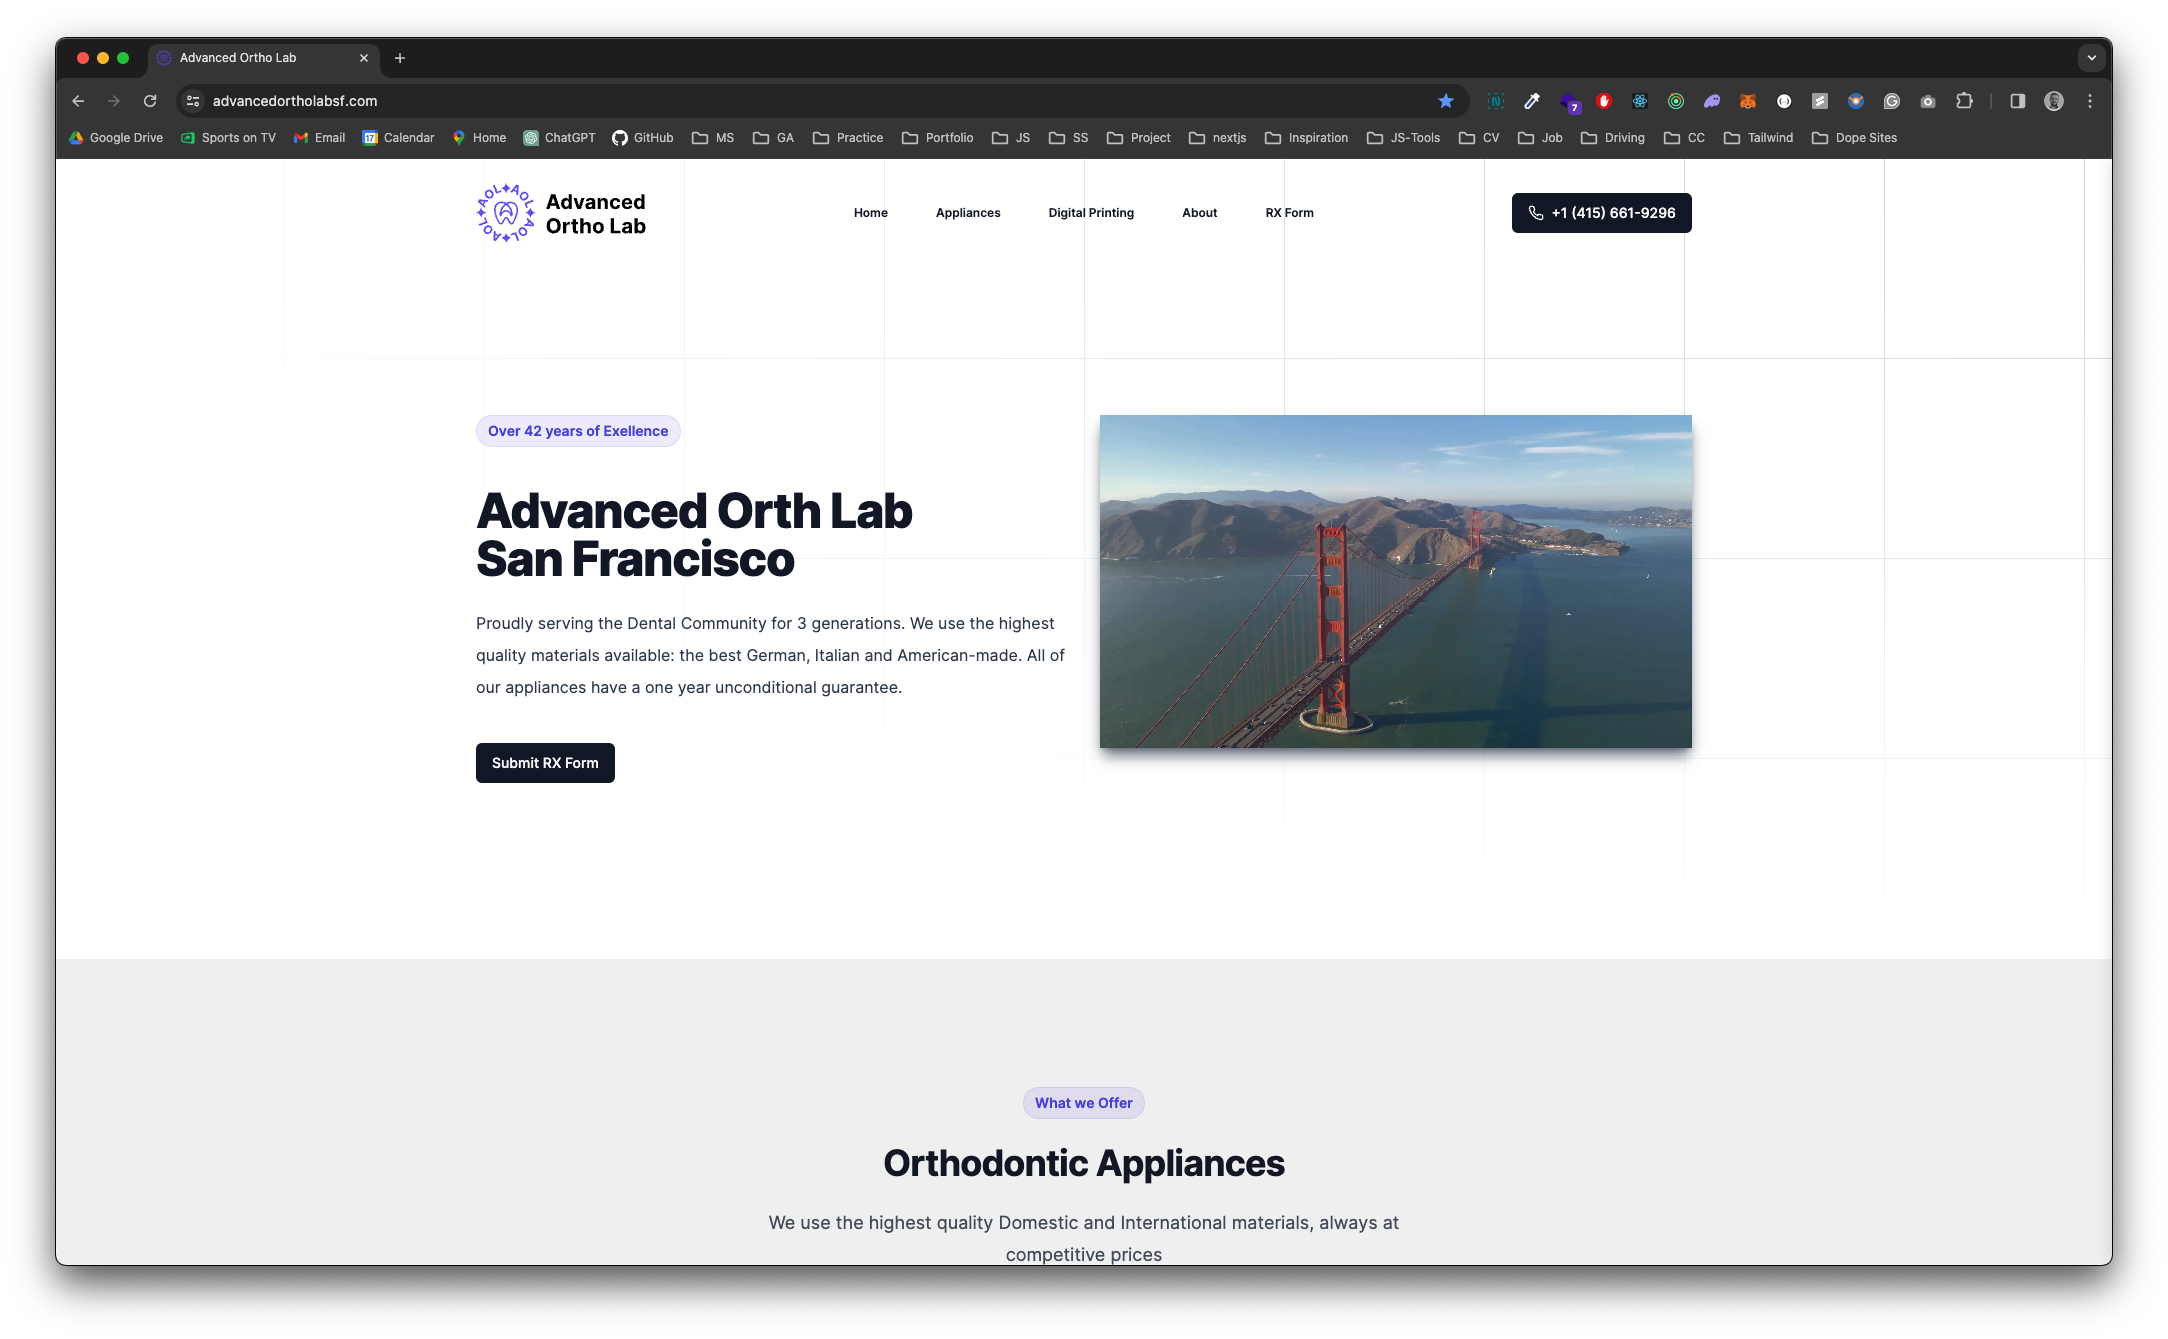 Advanced Ortho Lab
advancedortholabsf.com
7
Google Drive
Sports on TV
Email
17
Calendar
Home
ChatGPT
GitHub
MS
GA
Practice
Portfolio
JS
SS
Project
nextjs
Inspiration
JS-Tools
CV
Job
Driving
CC
Tailwind
Dope Sites
AOL AOL AOL AOL
Advanced
Ortho Lab
Home
Appliances
Digital Printing
About
RX Form
+1 (415) 661-9296
Over 42 years of Exellence
Advanced Orth Lab
San Francisco
Proudly serving the Dental Community for 3 generations. We use the highest
quality materials available: the best German, Italian and American-made. All of
our appliances have a one year unconditional guarantee.
Submit RX Form
What we Offer
Orthodontic Appliances
We use the highest quality Domestic and International materials, always at
competitive prices